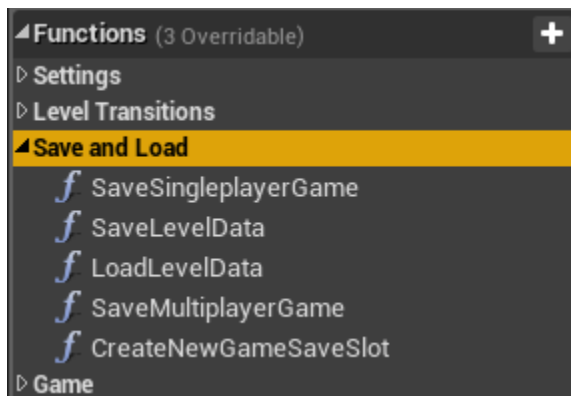 Functions (3 Overridable)
Settings
Level Transitions
Save and Load
SaveSingleplayerGame
SaveLevelData
LoadLevelData
SaveMultiplayerGame
CreateNewGameSaveSlot
Game